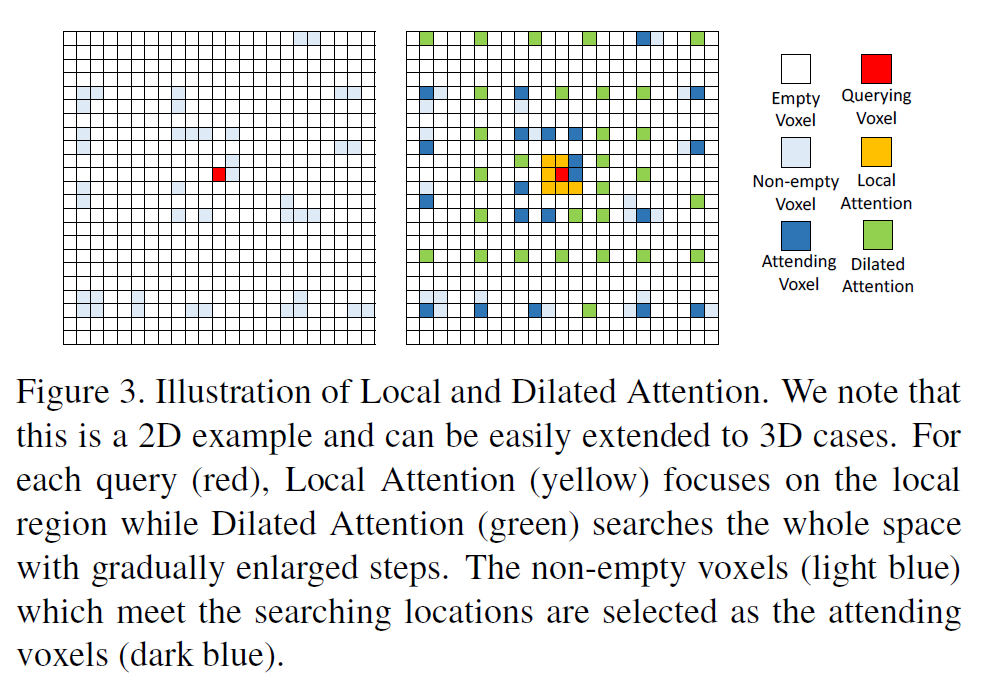 Empty
Voxel
Querying
Voxel
Non-empty
Voxel
Local
Attention
Attending
Voxel
Dilated
Attention
Figure 3. Illustration of Local and Dilated Attention. We note that
this is a 2D example and can be easily extended to 3D cases. For
each query (red), Local Attention (yellow) focuses on the local
region while Dilated Attention (green) searches the whole space
with gradually enlarged steps. The non-empty voxels (light blue)
which meet the searching locations are selected as the attending
voxels (dark blue).